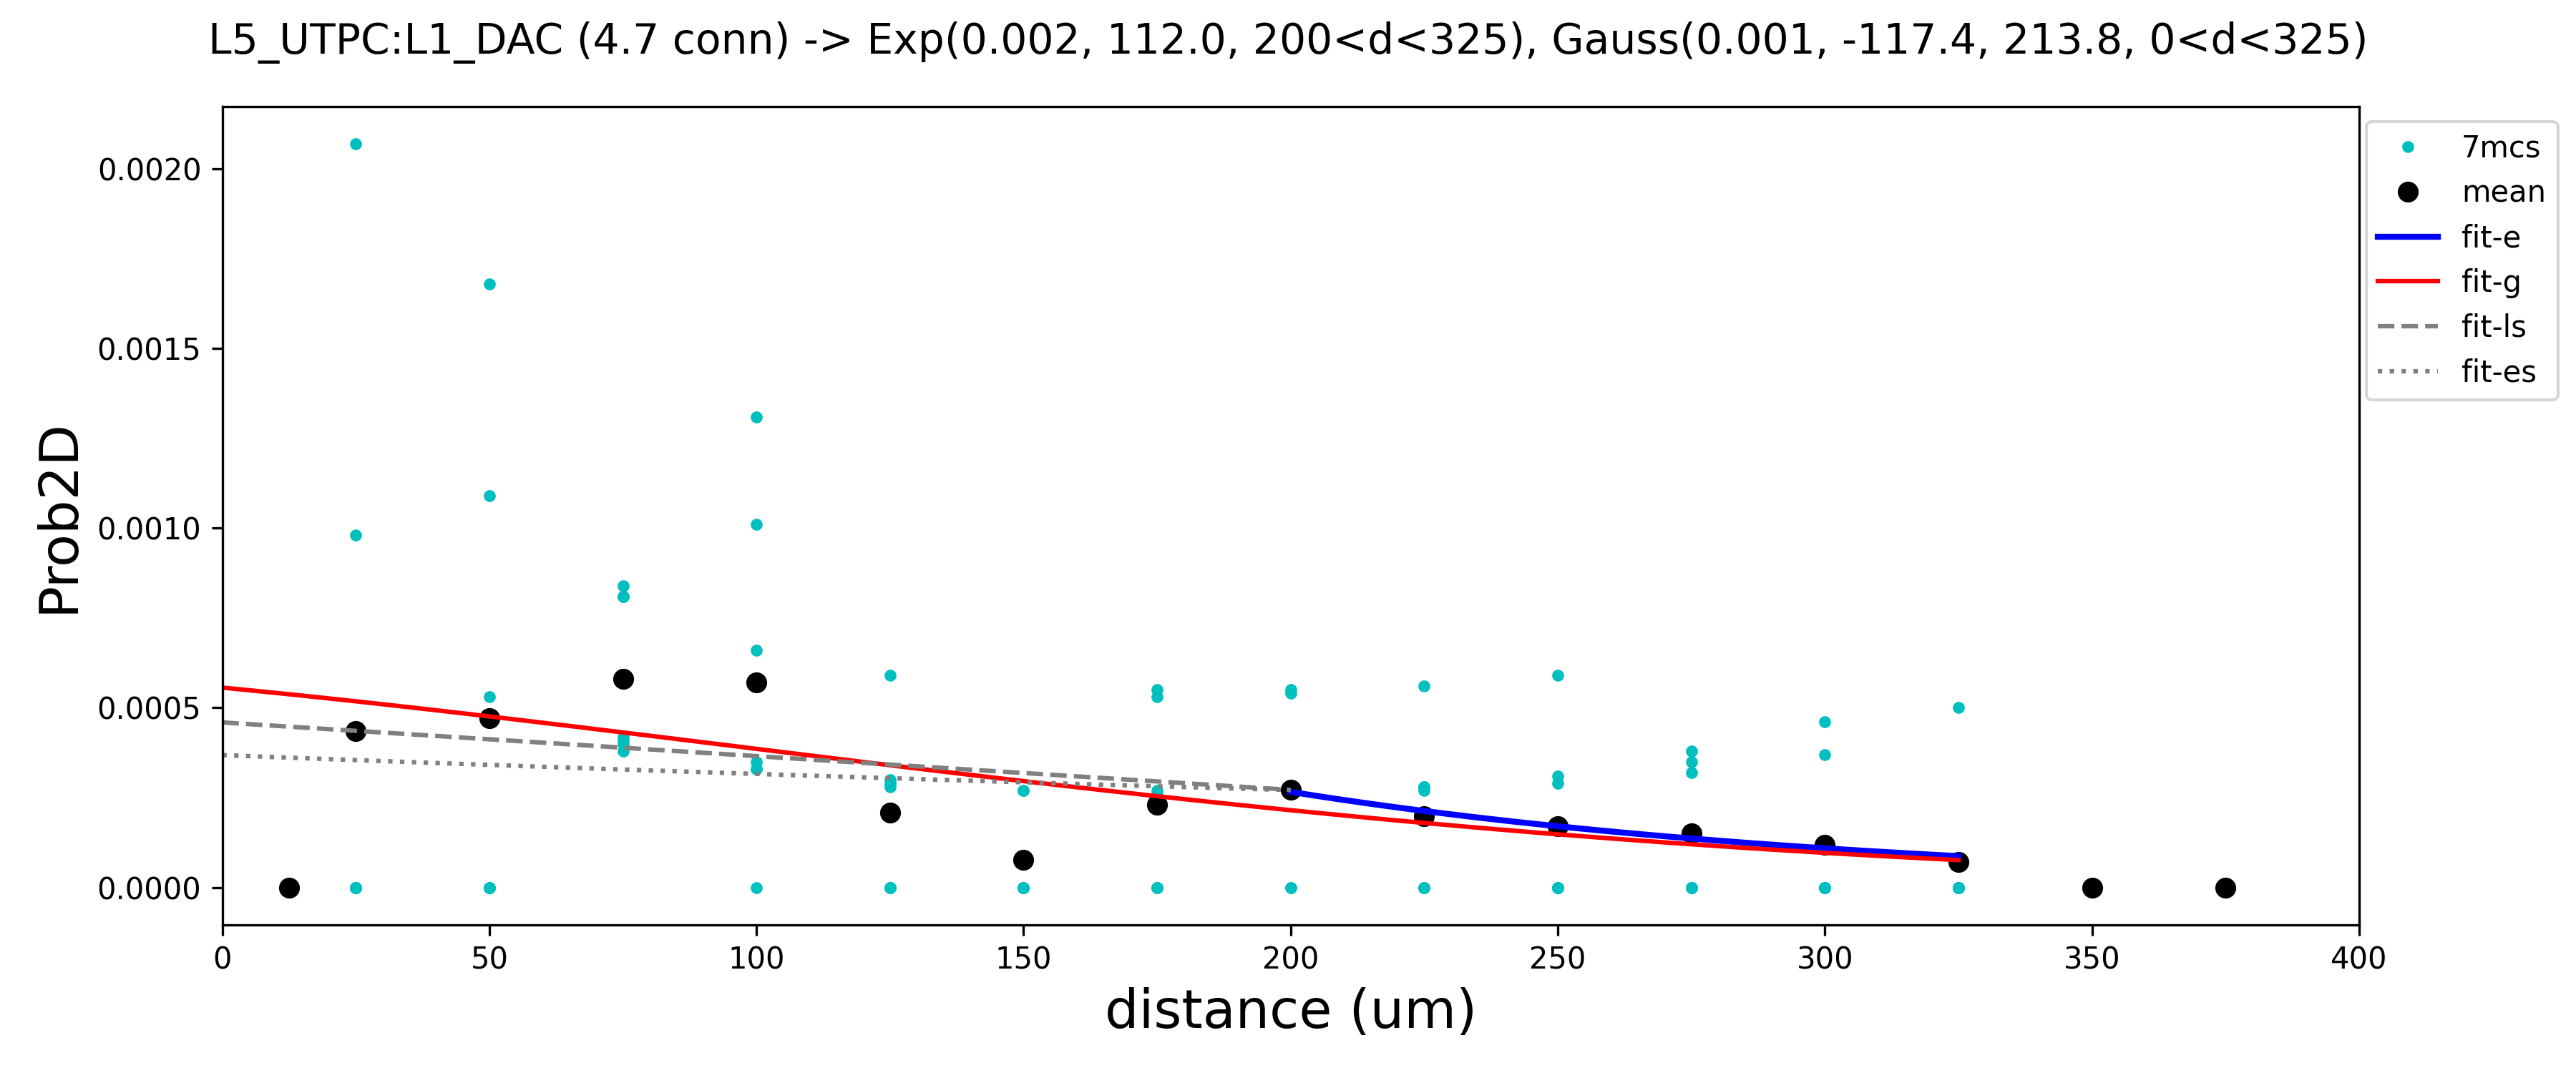 L5_UTPC:L1_DAC (4.7 conn) -> Exp(0.002, 112.0, 200<d<325), Gauss(0.001, -117.4, 213.8, 0<d<325)
Prob2D
0.0020
0.0015
0.0010
0.0005
0.0000
0 50 100 150 200 250 300 350 400
distance (um)
7mcs
mean
fit-e
fit-g
fit-ls
fit-es